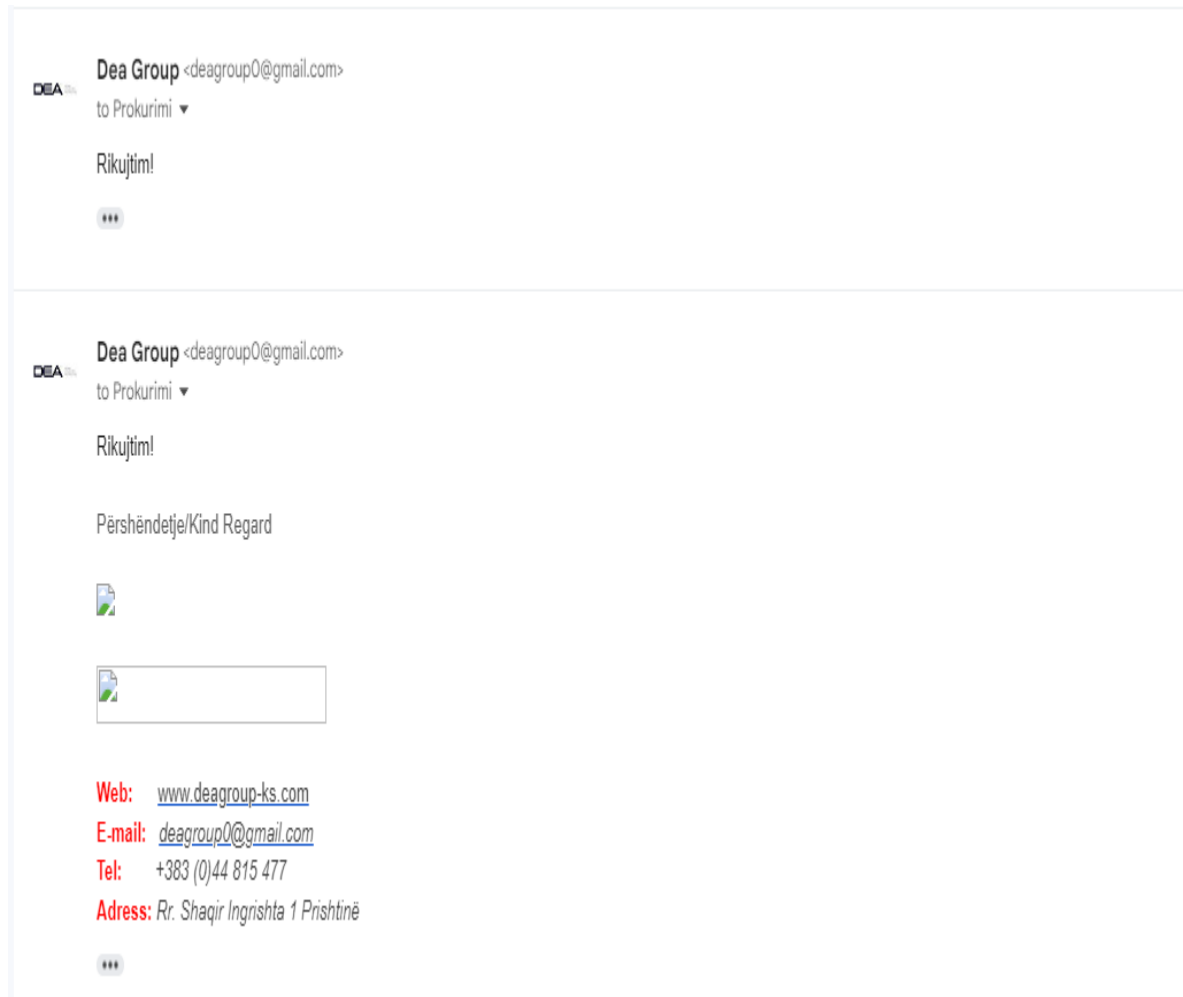 DEA
Dea Group <deagroup0@gmail.com>
to Prokurimi
Rikujtim!
DEA
Dea Group <deagroup0@gmail.com>
to Prokurimi
Rikujtim!
Përshëndetje/Kind Regard
Web: www.deagroup-ks.com
E-mail: deagroup0@gmail.com
Tel: +383 (0)44 815 477
Adress: Rr. Shaqir Ingrishta 1 Prishtinë